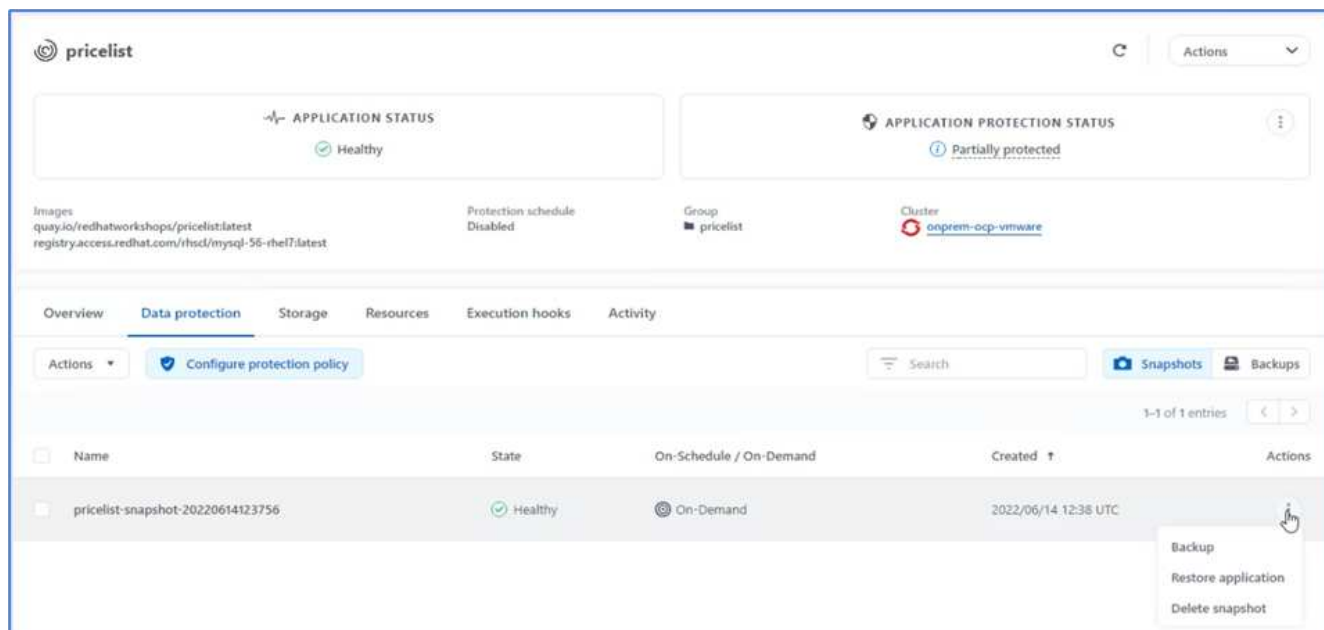 pricelist
Actions
APPLICATION STATUS
Healthy
APPLICATION PROTECTION STATUS
Partially protected
Images
quay.io/redhatworkshops/pricelist:latest
registry.access.redhat.com/rhscl/mysql-56-rhel7:latest
Protection schedule
Disabled
Group
pricelist
Cluster
onprem-ocp-vmware
Overview Data protection Storage Resources Execution hooks Activity
Actions Configure protection policy Search Snapshots Backups
1-1 of 1 entries
Name State On-Schedule / On-Demand Created ↑ Actions
pricelist-snapshot-20220614123756 Healthy On-Demand 2022/06/14 12:38 UTC
Backup
Restore application
Delete snapshot